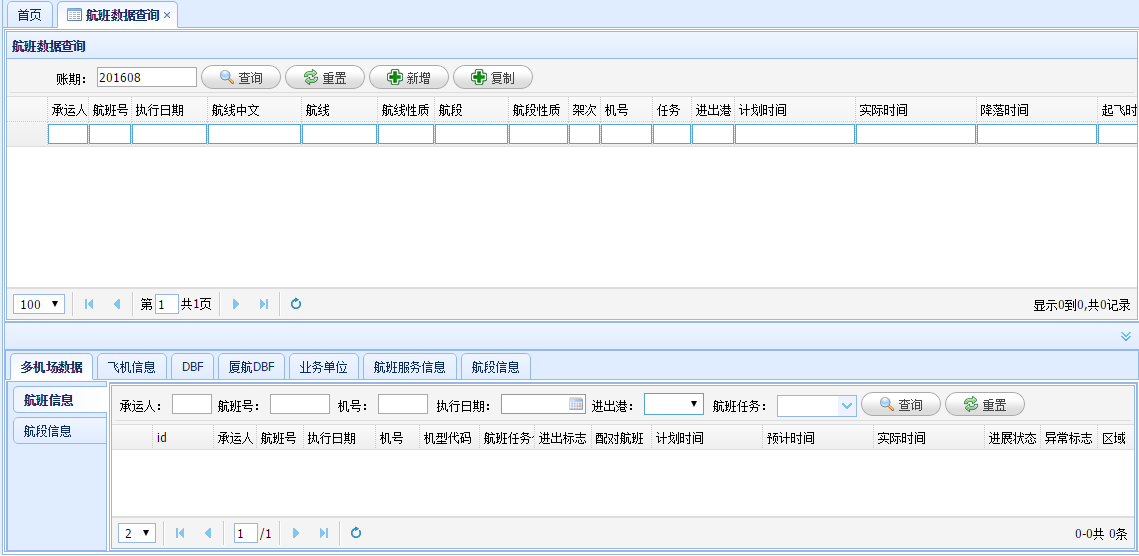 首页 航班数据查询 ×
航班数据查询
账期: 201608 查询 重置 新增 复制
承运人 航班号 执行日期 航线中文 航线 航线性质 航段 航段性质 架次 机号 任务 进出港 计划时间 实际时间 降落时间 起飞时
100 第 1 共1页 显示0到0,共0记录
多机场数据 飞机信息 DBF 厦航DBF 业务单位 航班服务信息 航段信息
航班信息
航段信息
承运人: 航班号: 机号: 执行日期: 进出港: 航班任务: 查询 重置
id 承运人 航班号 执行日期 机号 机型代码 航班任务 进出标志 配对航班 计划时间 预计时间 实际时间 进展状态 异常标志 区域
2 1 /1 0-0共 0条